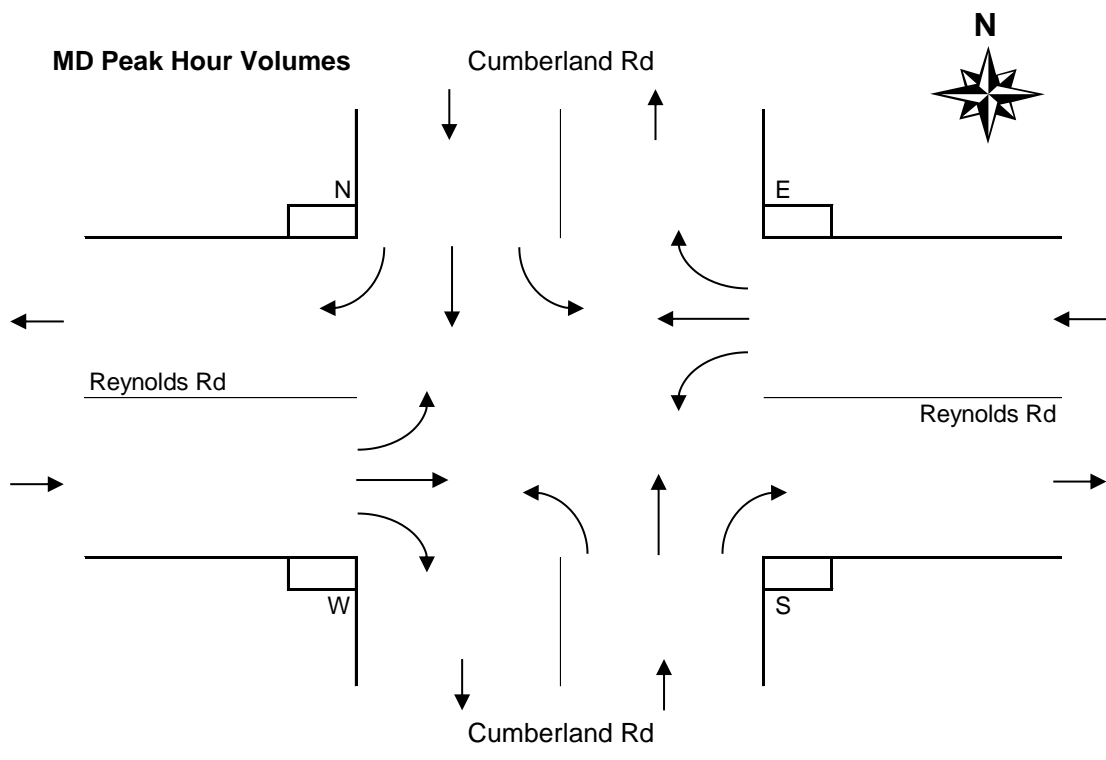 N
MD Peak Hour Volumes
Cumberland Rd
N
E
Reynolds Rd
Reynolds Rd
W
S
Cumberland Rd